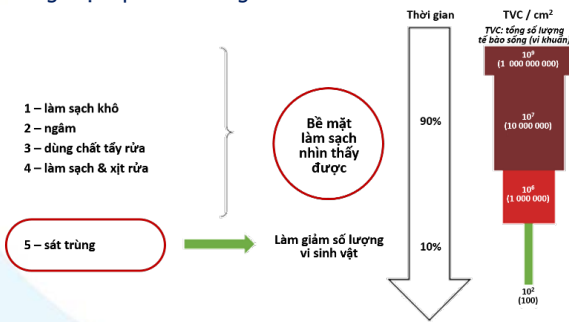 Thời gian
TVC / cm²
TVC: tổng số lượng
tế bào sống (vi khuẩn)
10⁹
(1 000 000 000)
1 – làm sạch khô
2 – ngâm
3 – dùng chất tẩy rửa
4 – làm sạch & xịt rửa
Bề mặt
làm sạch
nhìn thấy
được
90%
10⁷
(10 000 000)
10⁶
(1 000 000)
5 – sát trùng
Làm giảm số lượng
vi sinh vật
10%
10²
(100)